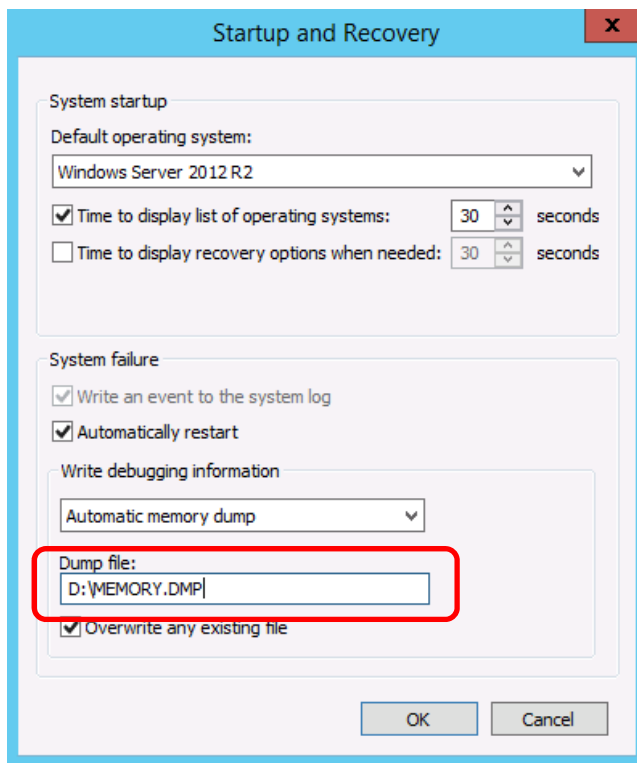 Startup and Recovery
x
System startup
Default operating system:
Windows Server 2012 R2
Time to display list of operating systems: 30 seconds
Time to display recovery options when needed: 30 seconds
System failure
Write an event to the system log
Automatically restart
Write debugging information
Automatic memory dump
Dump file:
D:\MEMORY.DMP
Overwrite any existing file
OK Cancel